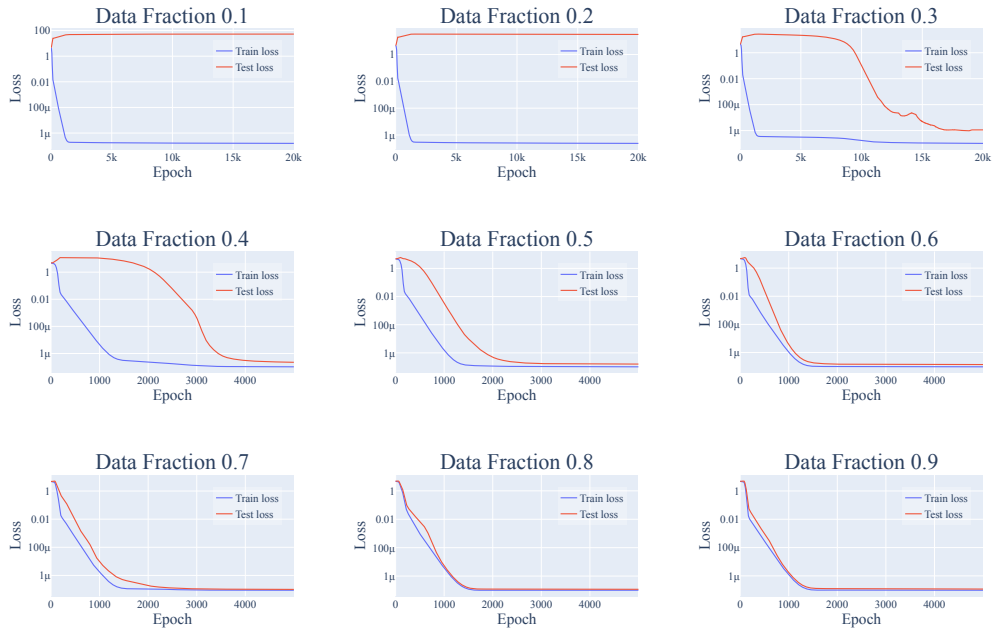 Data Fraction 0.1
100
1
0.01
100μ
1μ
Loss
Train loss
Test loss
0
5k
10k
15k
20k
Epoch
Data Fraction 0.2
1
0.01
100μ
1μ
Loss
Train loss
Test loss
0
5k
10k
15k
20k
Epoch
Data Fraction 0.3
1
0.01
100μ
1μ
Loss
Train loss
Test loss
0
5k
10k
15k
20k
Epoch
Data Fraction 0.4
1
0.01
100μ
1μ
Loss
Train loss
Test loss
0
1000
2000
3000
4000
Epoch
Data Fraction 0.5
1
0.01
100μ
1μ
Loss
Train loss
Test loss
0
1000
2000
3000
4000
Epoch
Data Fraction 0.6
1
0.01
100μ
1μ
Loss
Train loss
Test loss
0
1000
2000
3000
4000
Epoch
Data Fraction 0.7
1
0.01
100μ
1μ
Loss
Train loss
Test loss
0
1000
2000
3000
4000
Epoch
Data Fraction 0.8
1
0.01
100μ
1μ
Loss
Train loss
Test loss
0
1000
2000
3000
4000
Epoch
Data Fraction 0.9
1
0.01
100μ
1μ
Loss
Train loss
Test loss
0
1000
2000
3000
4000
Epoch